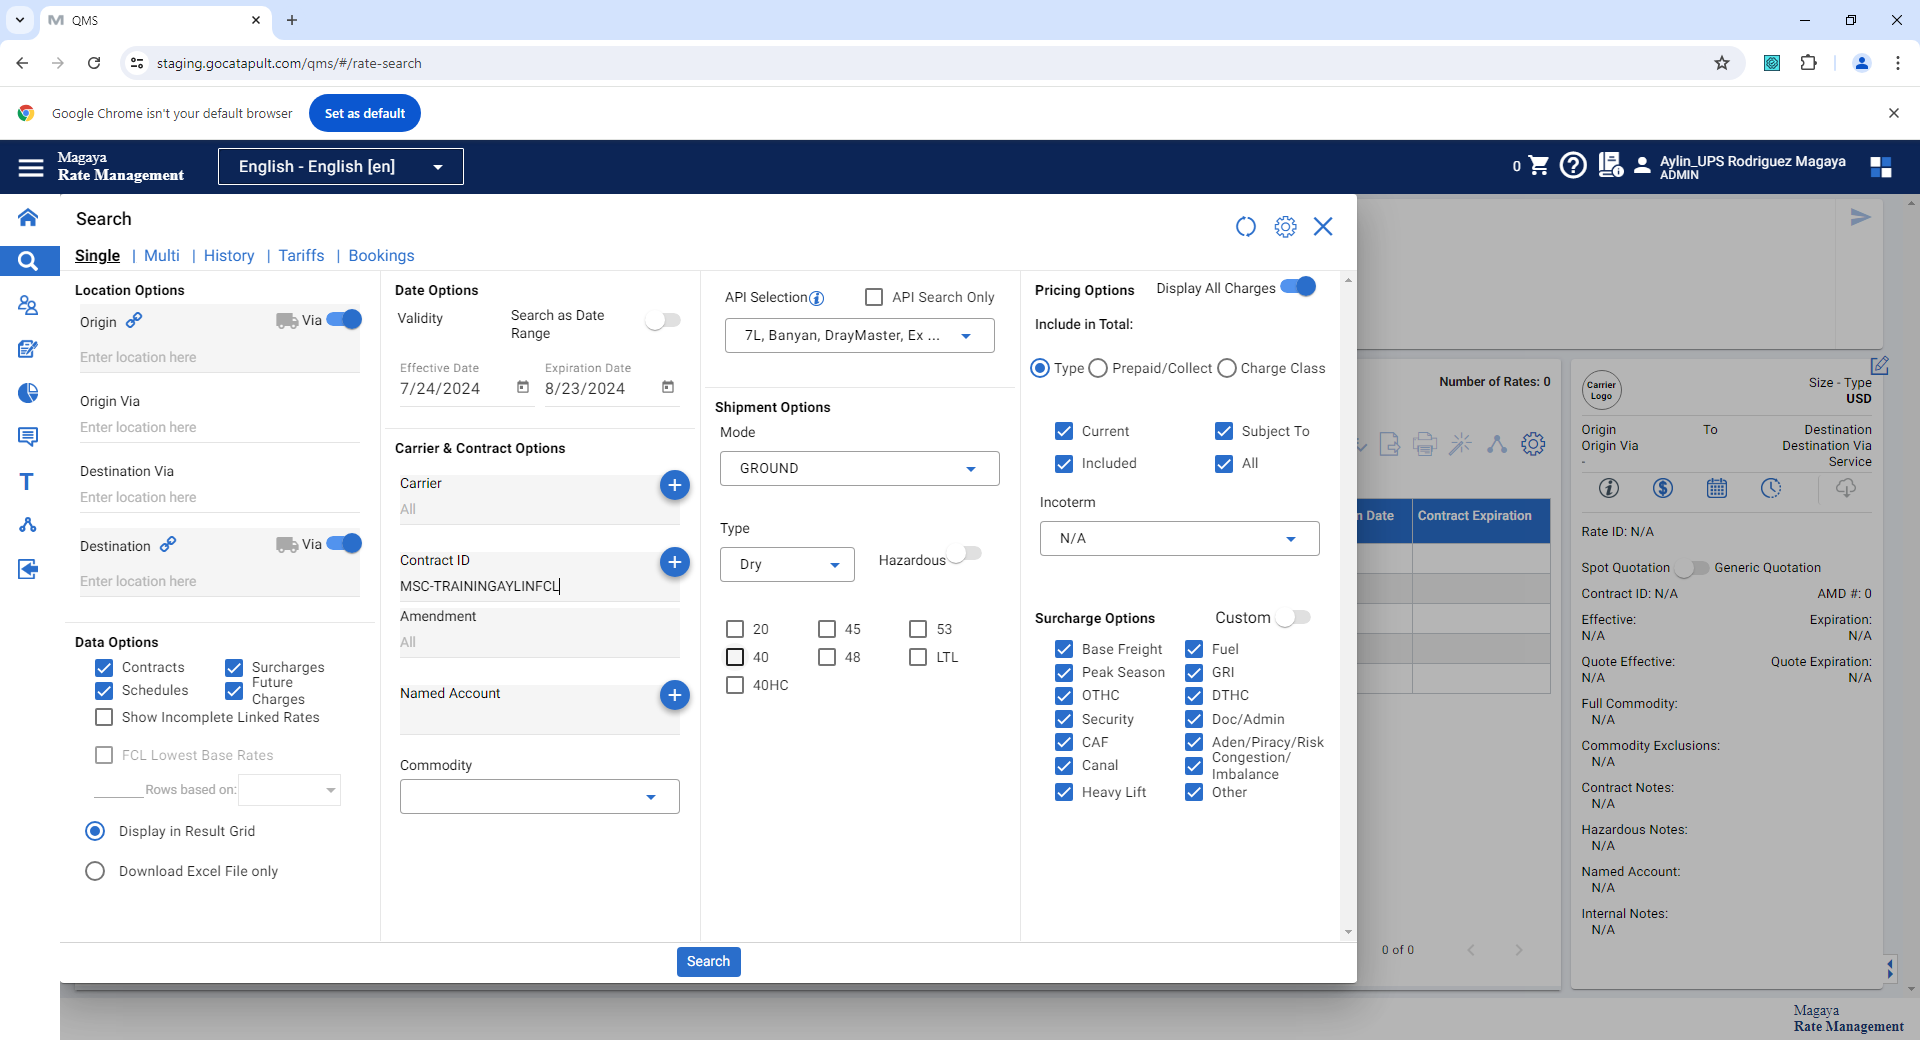 QMS
staging.gocatapult.com/qms/#/rate-search
Google Chrome isn't your default browser
Set as default
Magaya
Rate Management
English - English [en]
0
Aylin_UPS Rodriguez Magaya
ADMIN
Search
Single | Multi | History | Tariffs | Bookings
Location Options
Origin
Via
Enter location here
Origin Via
Enter location here
Destination Via
Enter location here
Destination
Via
Enter location here
Data Options
Contracts
Surcharges
Schedules
Future
Charges
Show Incomplete Linked Rates
FCL Lowest Base Rates
Rows based on:
Display in Result Grid
Download Excel File only
Date Options
Validity
Search as Date
Range
Effective Date
7/24/2024
Expiration Date
8/23/2024
Carrier & Contract Options
Carrier
All
Contract ID
MSC-TRAININGAYLINFCL
Amendment
All
Named Account
Commodity
API Selection
API Search Only
7L, Banyan, DrayMaster, Ex ...
Shipment Options
Mode
GROUND
Type
Dry
Hazardous
20
45
53
40
48
LTL
40HC
Pricing Options
Display All Charges
Include in Total:
Type
Prepaid/Collect
Charge Class
Current
Subject To
Included
All
Incoterm
N/A
Surcharge Options
Custom
Base Freight
Fuel
Peak Season
GRI
OTHC
DTHC
Security
Doc/Admin
CAF
Aden/Piracy/Risk
Canal
Congestion/
Imbalance
Heavy Lift
Other
Search
Number of Rates: 0
n Date
Contract Expiration
0 of 0
Carrier
Logo
Size - Type
USD
Origin
To
Destination
Origin Via
Destination Via
-
Service
Rate ID: N/A
Spot Quotation
Generic Quotation
Contract ID: N/A
AMD #: 0
Effective:
Expiration:
N/A
N/A
Quote Effective:
Quote Expiration:
N/A
N/A
Full Commodity:
N/A
Commodity Exclusions:
N/A
Contract Notes:
N/A
Hazardous Notes:
N/A
Named Account:
N/A
Internal Notes:
N/A
Magaya
Rate Management